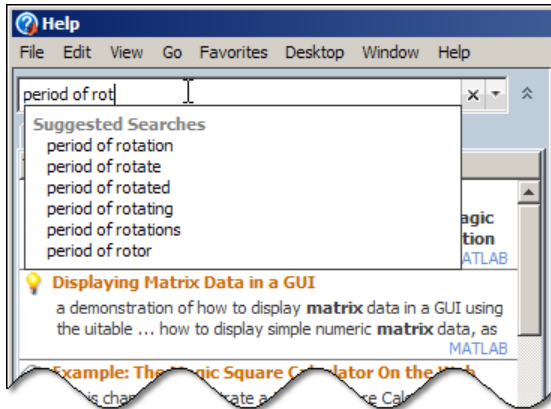 Help
File Edit View Go Favorites Desktop Window Help
period of rot
Suggested Searches
period of rotation
period of rotate
period of rotated
period of rotating
period of rotations
period of rotor
agic
tion
ATLAB
Displaying Matrix Data in a GUI
a demonstration of how to display matrix data in a GUI using
the uitable ... how to display simple numeric matrix data, as
MATLAB
Example: The Magic Square Calculator On the Web